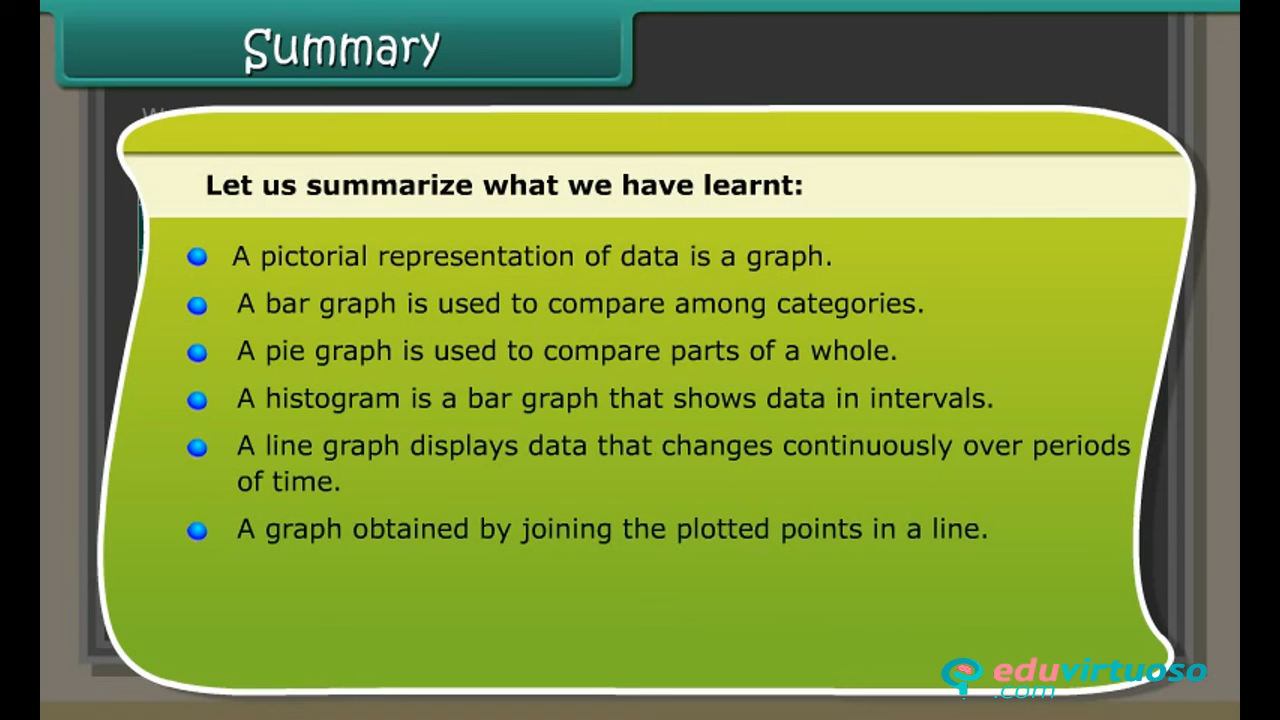 Summary
Let us summarize what we have learnt:
A pictorial representation of data is a graph.
A bar graph is used to compare among categories.
A pie graph is used to compare parts of a whole.
A histogram is a bar graph that shows data in intervals.
A line graph displays data that changes continuously over periods
of time.
A graph obtained by joining the plotted points in a line.
eduvirtuoso
.com